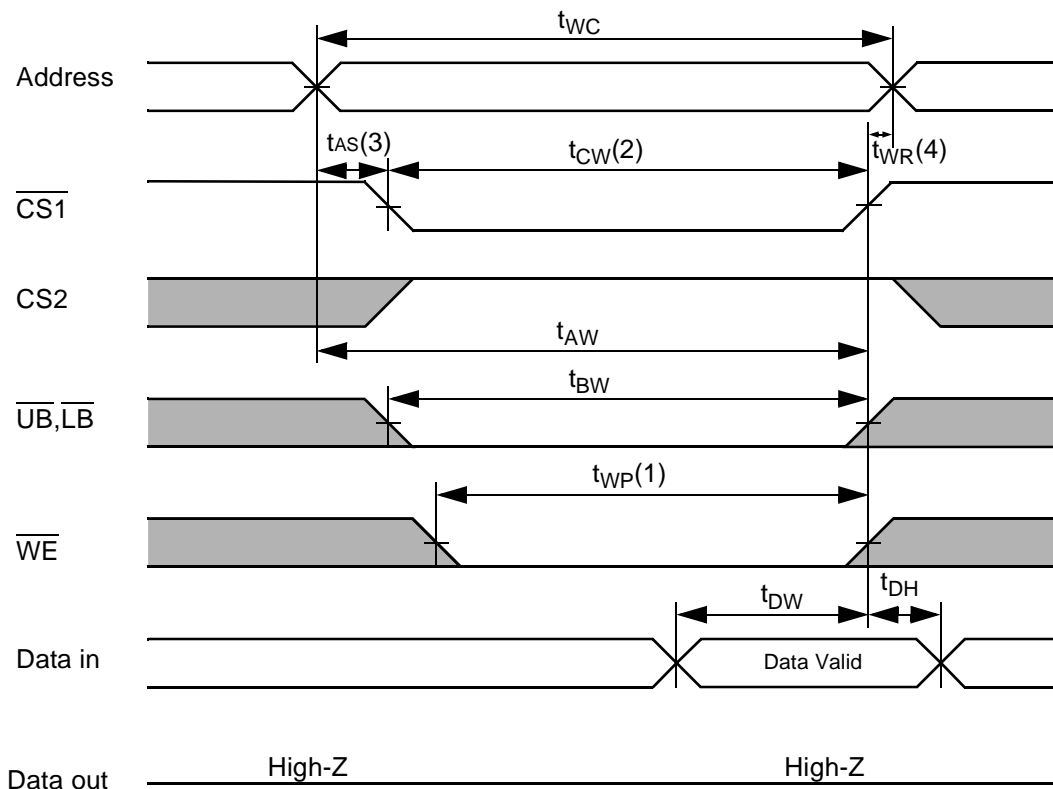 tWC
Address
tAS(3)
tCW(2)
tWR(4)
CS1
CS2
tAW
tBW
UB,LB
tWP(1)
WE
tDW
tDH
Data in
Data Valid
Data out
High-Z
High-Z